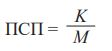 ПСП = K / M